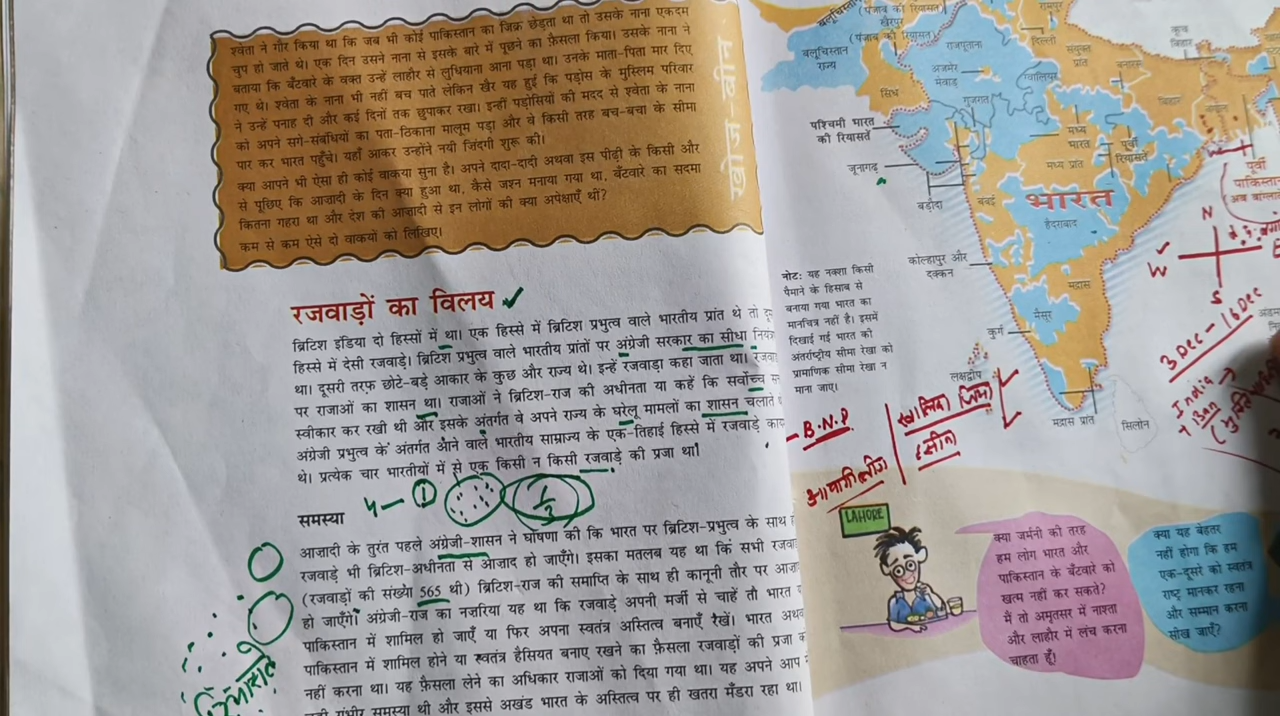 श्वेता ने गौर किया था कि जब भी कोई पाकिस्तान का जिक्र छेड़ता था तो उसके नाना एकदम
चुप हो जाते थे। एक दिन उसने नाना से इसके बारे में पूछने का फ़ैसला किया। उसके नाना ने
बताया कि बँटवारे के वक्त उन्हें लाहौर से लुधियाना आना पड़ा था। उनके माता-पिता मार दिए
गए थे। श्वेता के नाना भी नहीं बच पाते लेकिन खैर यह हुई कि पड़ोस के मुस्लिम परिवार
ने उन्हें पनाह दी और कई दिनों तक छुपाकर रखा। इन्हीं पड़ोसियों की मदद से श्वेता के नाना
को अपने सगे-संबंधियों का पता-ठिकाना मालूम पड़ा और वे किसी तरह बच-बचा के सीमा
पार कर भारत पहुँचे। यहाँ आकर उन्होंने नयी जिंदगी शुरू की।
क्या आपने भी ऐसा ही कोई वाकया सुना है। अपने दादा-दादी अथवा इस पीढ़ी के किसी और
से पूछिए कि आजादी के दिन क्या हुआ था, कैसे जश्न मनाया गया था, बँटवारे का सदमा
कितना गहरा था और देश की आजादी से इन लोगों की क्या अपेक्षाएँ थीं?
कम से कम ऐसे दो वाकयों को लिखिए।
खोज-बीन
रजवाड़ों का विलय
ब्रिटिश इंडिया दो हिस्सों में था। एक हिस्से में ब्रिटिश प्रभुत्व वाले भारतीय प्रांत थे तो
हिस्से में देसी रजवाड़े। ब्रिटिश प्रभुत्व वाले भारतीय प्रांतों पर अंग्रेजी सरकार का सीधा
था। दूसरी तरफ़ छोटे-बड़े आकार के कुछ और राज्य थे। इन्हें रजवाड़ा कहा जाता था।
पर राजाओं का शासन था। राजाओं ने ब्रिटिश-राज की अधीनता या कहें कि सर्वोच्च
स्वीकार कर रखी थी और इसके अंतर्गत वे अपने राज्य के घरेलू मामलों का शासन चलाते
अंग्रेजी प्रभुत्व के अंतर्गत आने वाले भारतीय साम्राज्य के एक-तिहाई हिस्से में रजवाड़े
थे। प्रत्येक चार भारतीयों में से एक किसी न किसी रजवाड़े की प्रजा था।
4 — 1
1/3
समस्या
आजादी के तुरंत पहले अंग्रेजी-शासन ने घोषणा की कि भारत पर ब्रिटिश-प्रभुत्व के साथ
रजवाड़े भी ब्रिटिश-अधीनता से आजाद हो जाएँगे। इसका मतलब यह था कि सभी
(रजवाड़ों की संख्या 565 थी) ब्रिटिश-राज की समाप्ति के साथ ही कानूनी तौर पर
हो जाएँगे। अंग्रेजी-राज का नजरिया यह था कि रजवाड़े अपनी मर्जी से चाहें तो भारत
पाकिस्तान में शामिल हो जाएँ या फिर अपना स्वतंत्र अस्तित्व बनाएँ रखें। भारत
पाकिस्तान में शामिल होने या स्वतंत्र हैसियत बनाए रखने का फ़ैसला रजवाड़ों की प्रजा
नहीं करना था। यह फ़ैसला लेने का अधिकार राजाओं को दिया गया था। यह अपने आप
गंभीर समस्या थी और इससे अखंड भारत के अस्तित्व पर ही खतरा मँडरा रहा था।
(पंजाब की रियासत)
खैरपुर
(पंजाब की रियासत)
बलूचिस्तान
राज्य
राजपूताना
दिल्ली
रामपुर
संयुक्त
प्रांत
कूच
बिहार
बनारस
अजमेर
मेवाड़
ग्वालियर
सिंध
गुजरात
बिहार
पश्चिमी भारत
की रियासतें
मध्य
भारत
पूर्वी
रियासतें
मध्य प्रांत
जूनागढ़
बड़ौदा
बंबई
भारत
हैदराबाद
पूर्वी
पाकिस्तान
N
W
S
कोल्हापुर और
दक्कन
मद्रास
मैसूर
कुर्ग
लक्षद्वीप
मद्रास प्रांत
सिलोन
नोट: यह नक्शा किसी
पैमाने के हिसाब से
बनाया गया भारत का
मानचित्र नहीं है। इसमें
दिखाई गई भारत की
अंतर्राष्ट्रीय सीमा रेखा को
प्रामाणिक सीमा रेखा न
माना जाए।
3 Dec - 16 Dec
India
B.N.P
LAHORE
क्या जर्मनी की तरह
हम लोग भारत और
पाकिस्तान के बँटवारे को
खत्म नहीं कर सकते?
मैं तो अमृतसर में नाश्ता
और लाहौर में लंच करना
चाहता हूँ!
क्या यह बेहतर
नहीं होगा कि हम
एक-दूसरे को स्वतंत्र
राष्ट्र मानकर रहना
और सम्मान करना
सीख जाएँ?